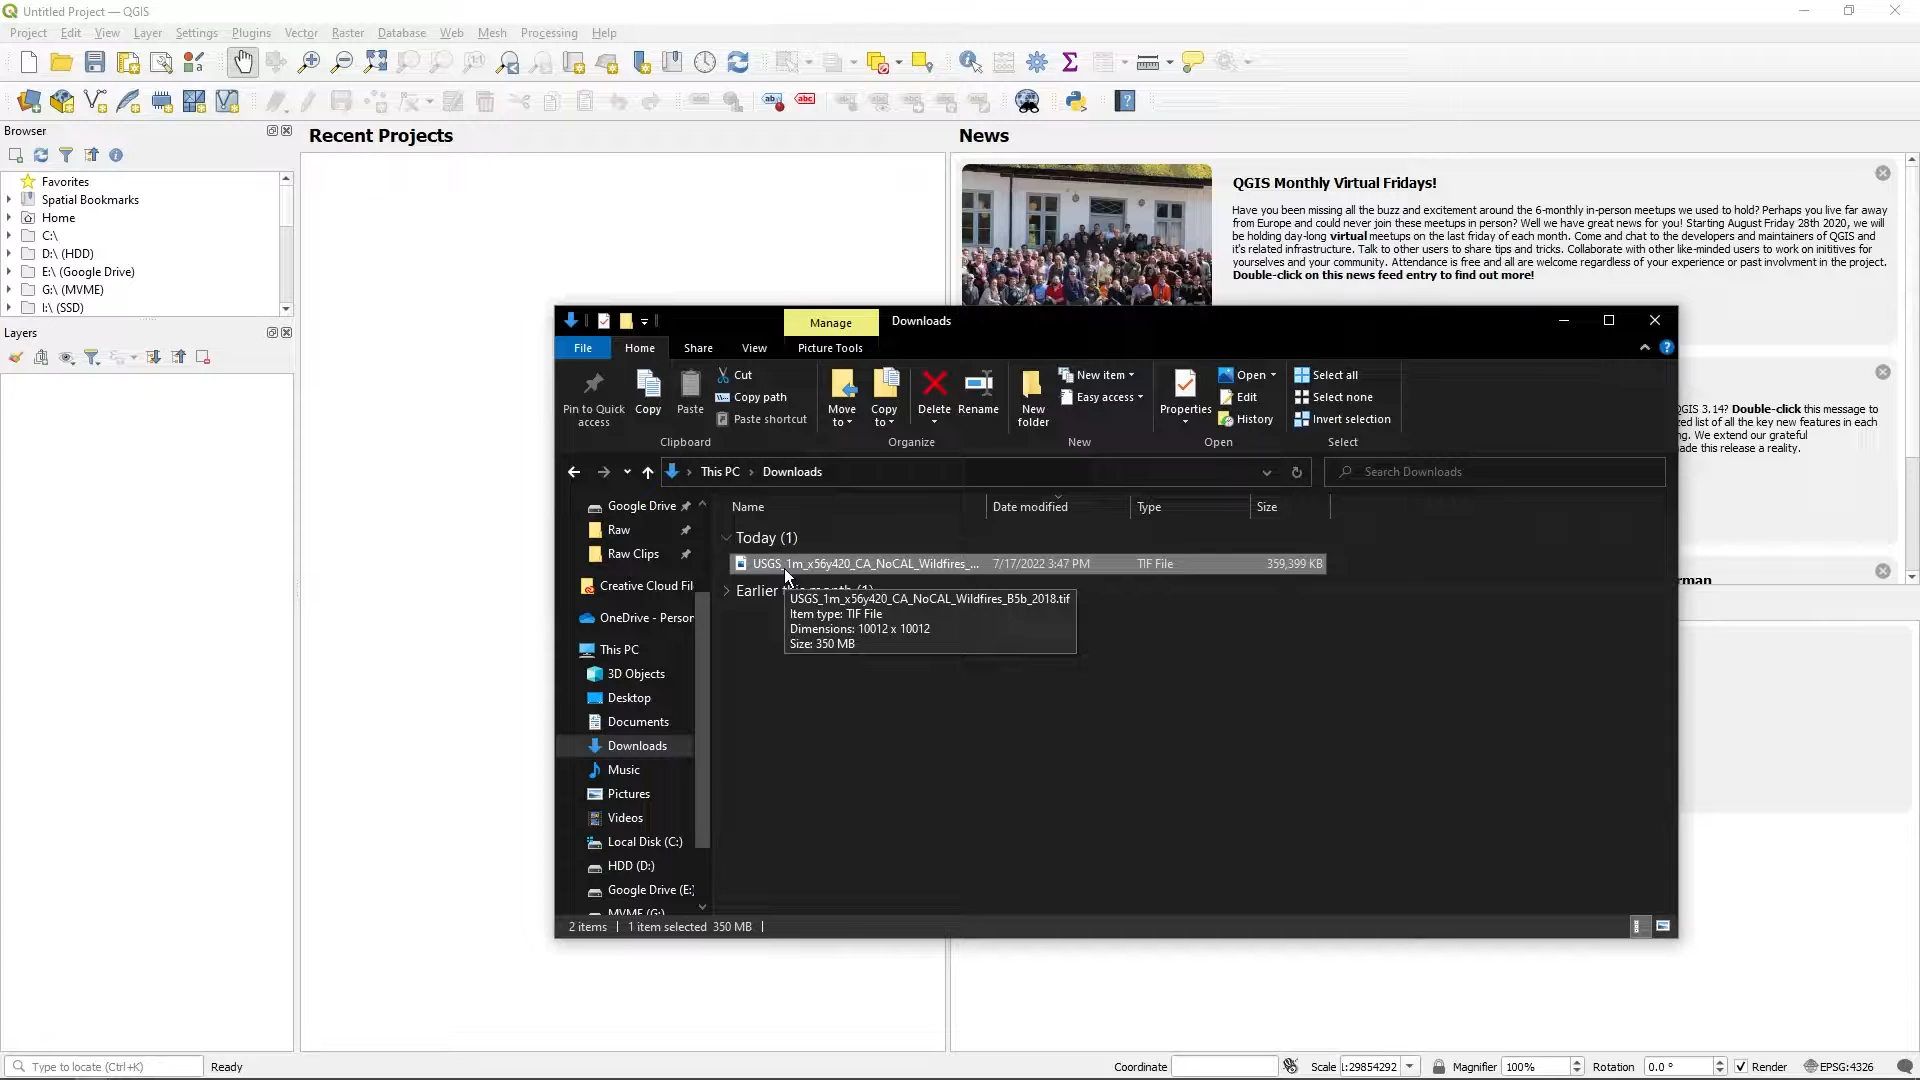 Untitled Project — QGIS
Project Edit View Layer Settings Plugins Vector Raster Database Web Mesh Processing Help
Browser
Favorites
Spatial Bookmarks
Home
C:\
D:\ (HDD)
E:\ (Google Drive)
G:\ (MVME)
I:\ (SSD)
Layers
Recent Projects
News
QGIS Monthly Virtual Fridays!
Have you been missing all the buzz and excitement around the 6-monthly in-person meetups we used to hold? Perhaps you live far away
from Europe and could never join these meetups in person? Well we have great news for you! Starting August Friday 28th 2020, we will
be holding day-long virtual meetups on the last friday of each month. Come and chat to the developers and maintainers of QGIS and
it's related infrastructure. Talk to other users to share tips and tricks. Collaborate with other like-minded users to work on initives for
yourselves and your community. Attendance is free and all are welcome regardless of your experience or past involvment in the project.
Double-click on this news feed entry to find out more!
QGIS 3.14? Double-click this message to
list of all the key new features in each
We extend our grateful
this release a reality.
Manage Downloads
File Home Share View Picture Tools
Pin to Quick access
Copy
Paste
Cut
Copy path
Paste shortcut
Clipboard
Move to
Copy to
Delete
Rename
Organize
New folder
New item
Easy access
New
Properties
Open
Edit
History
Open
Select all
Select none
Invert selection
Select
This PC > Downloads
Search Downloads
Name Date modified Type Size
Today (1)
USGS_1m_x56y420_CA_NoCAL_Wildfires_... 7/17/2022 3:47 PM TIF File 359,399 KB
Earlier
USGS_1m_x56y420_CA_NoCAL_Wildfires_B5b_2018.tif
Item type: TIF File
Dimensions: 10012 x 10012
Size: 350 MB
Google Drive
Raw
Raw Clips
Creative Cloud Fil
OneDrive - Person
This PC
3D Objects
Desktop
Documents
Downloads
Music
Pictures
Videos
Local Disk (C:)
HDD (D:)
Google Drive (E:)
MVME (G:)
2 items 1 item selected 350 MB
Type to locate (Ctrl+K) Ready Coordinate Scale 1:29854292 Magnifier 100% Rotation 0.0 ° Render EPSG:4326